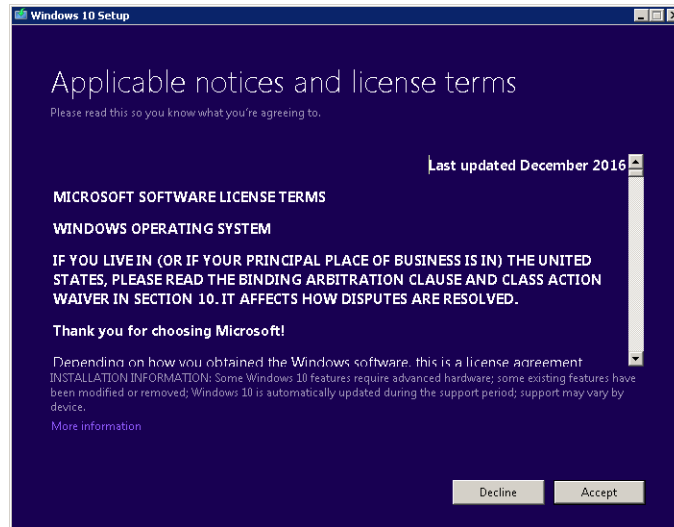 Windows 10 Setup
Applicable notices and license terms
Please read this so you know what you're agreeing to.
Last updated December 2016
MICROSOFT SOFTWARE LICENSE TERMS
WINDOWS OPERATING SYSTEM
IF YOU LIVE IN (OR IF YOUR PRINCIPAL PLACE OF BUSINESS IS IN) THE UNITED
STATES, PLEASE READ THE BINDING ARBITRATION CLAUSE AND CLASS ACTION
WAIVER IN SECTION 10. IT AFFECTS HOW DISPUTES ARE RESOLVED.
Thank you for choosing Microsoft!
Depending on how you obtained the Windows software, this is a license agreement
INSTALLATION INFORMATION: Some Windows 10 features require advanced hardware; some existing features have
been modified or removed; Windows 10 is automatically updated during the support period; support may vary by
device.
More information
Decline
Accept